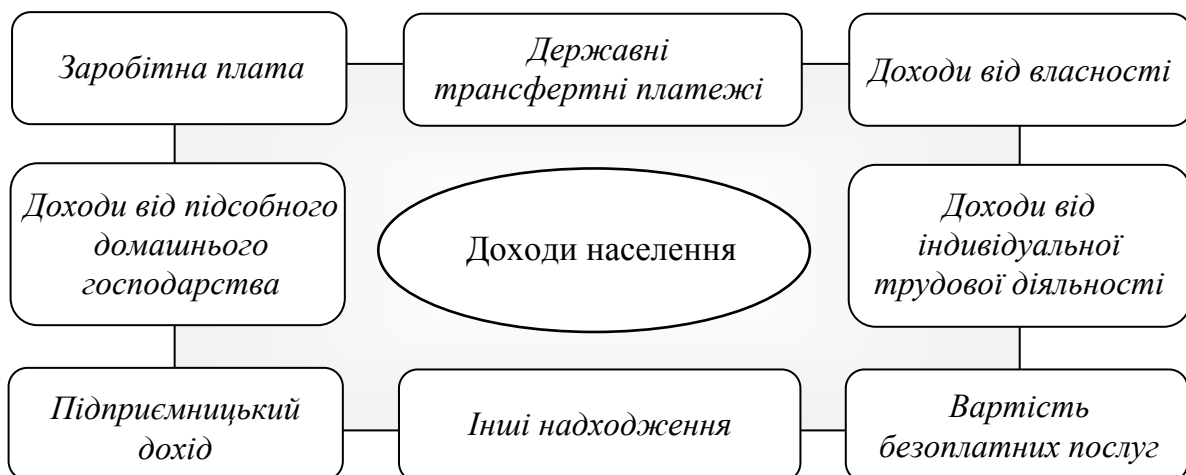 Заробітна плата
Державні
трансфертні платежі
Доходи від власності
Доходи від підсобного
домашнього
господарства
Доходи населення
Доходи від
індивідуальної
трудової діяльності
Підприємницький
дохід
Інші надходження
Вартість
безоплатних послуг